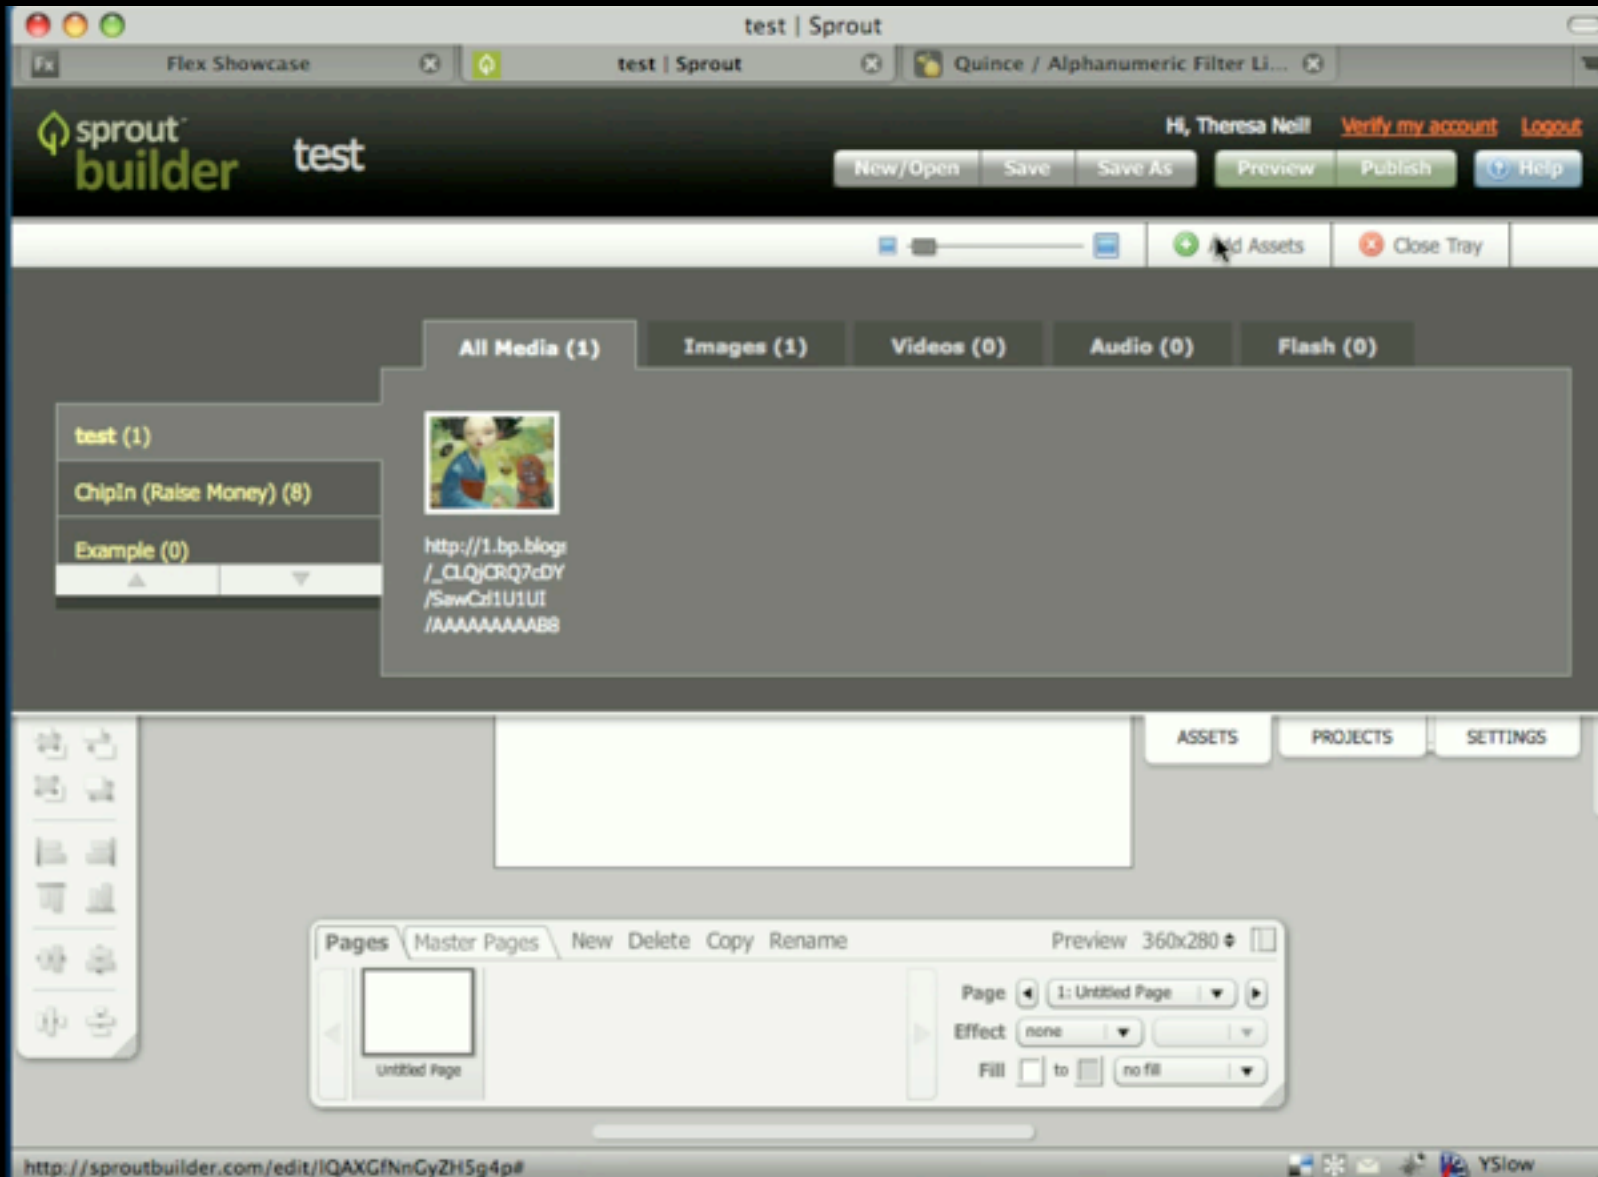 test | Sprout
Fx Flex Showcase
test | Sprout
Quince / Alphanumeric Filter Li...
sprout
builder
test
Hi, Theresa Neill!
Verify my account
Logout
New/Open
Save
Save As
Preview
Publish
? Help
Add Assets
Close Tray
All Media (1)
Images (1)
Videos (0)
Audio (0)
Flash (0)
test (1)
ChipIn (Raise Money) (8)
Example (0)
http://1.bp.blogs
/_CLQjCRQ7cDY
/SawCzl1U1UI
/AAAAAAAAAB8
ASSETS
PROJECTS
SETTINGS
Pages
Master Pages
New
Delete
Copy
Rename
Preview 360x280
Page
1: Untitled Page
Effect
none
Fill
to
no fill
Untitled Page
http://sproutbuilder.com/edit/IQAXGfNnGyZH5g4p#
YSlow